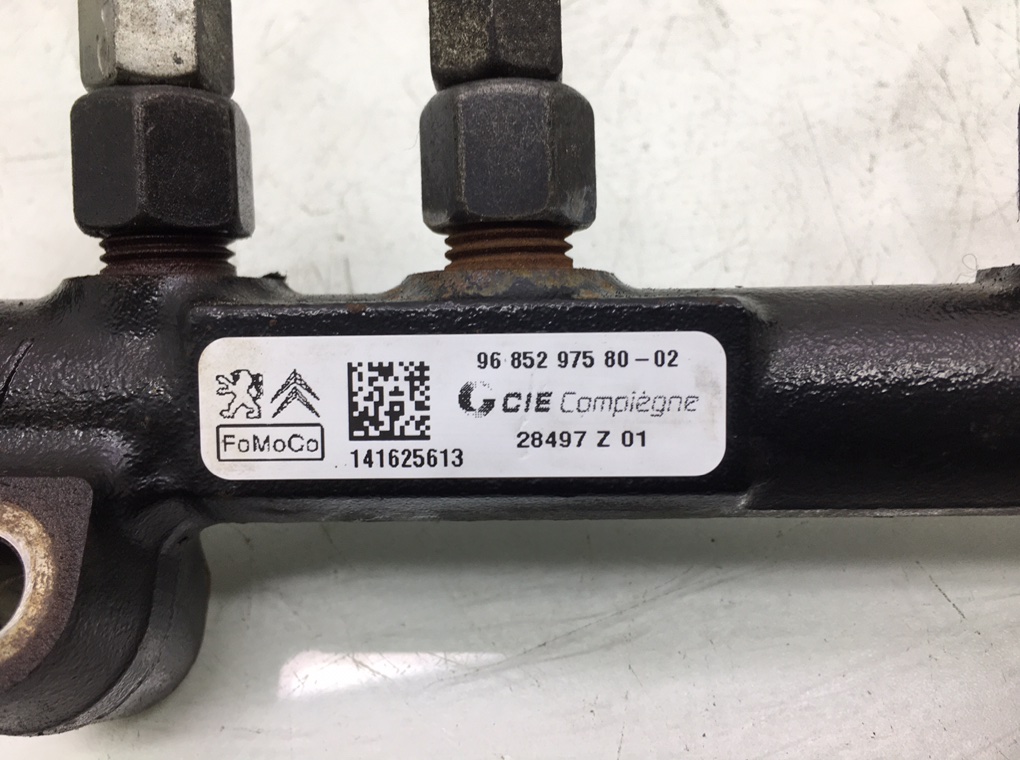 FoMoCo
141625613
96 852 975 80-02
CIE Compiègne
28497 Z 01